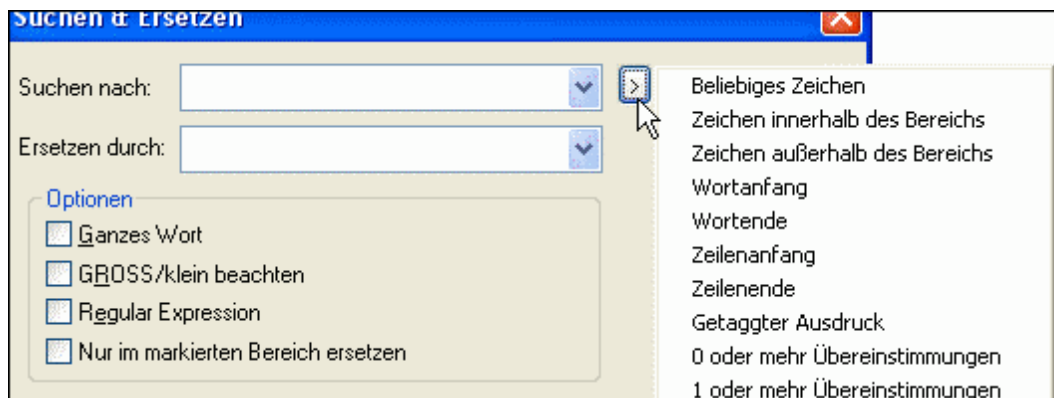 Suchen & Ersetzen
Suchen nach:
>
Ersetzen durch:
Optionen
Ganzes Wort
GROSS/klein beachten
Regular Expression
Nur im markierten Bereich ersetzen
Beliebiges Zeichen
Zeichen innerhalb des Bereichs
Zeichen außerhalb des Bereichs
Wortanfang
Wortende
Zeilenanfang
Zeilenende
Getaggter Ausdruck
0 oder mehr Übereinstimmungen
1 oder mehr Übereinstimmungen